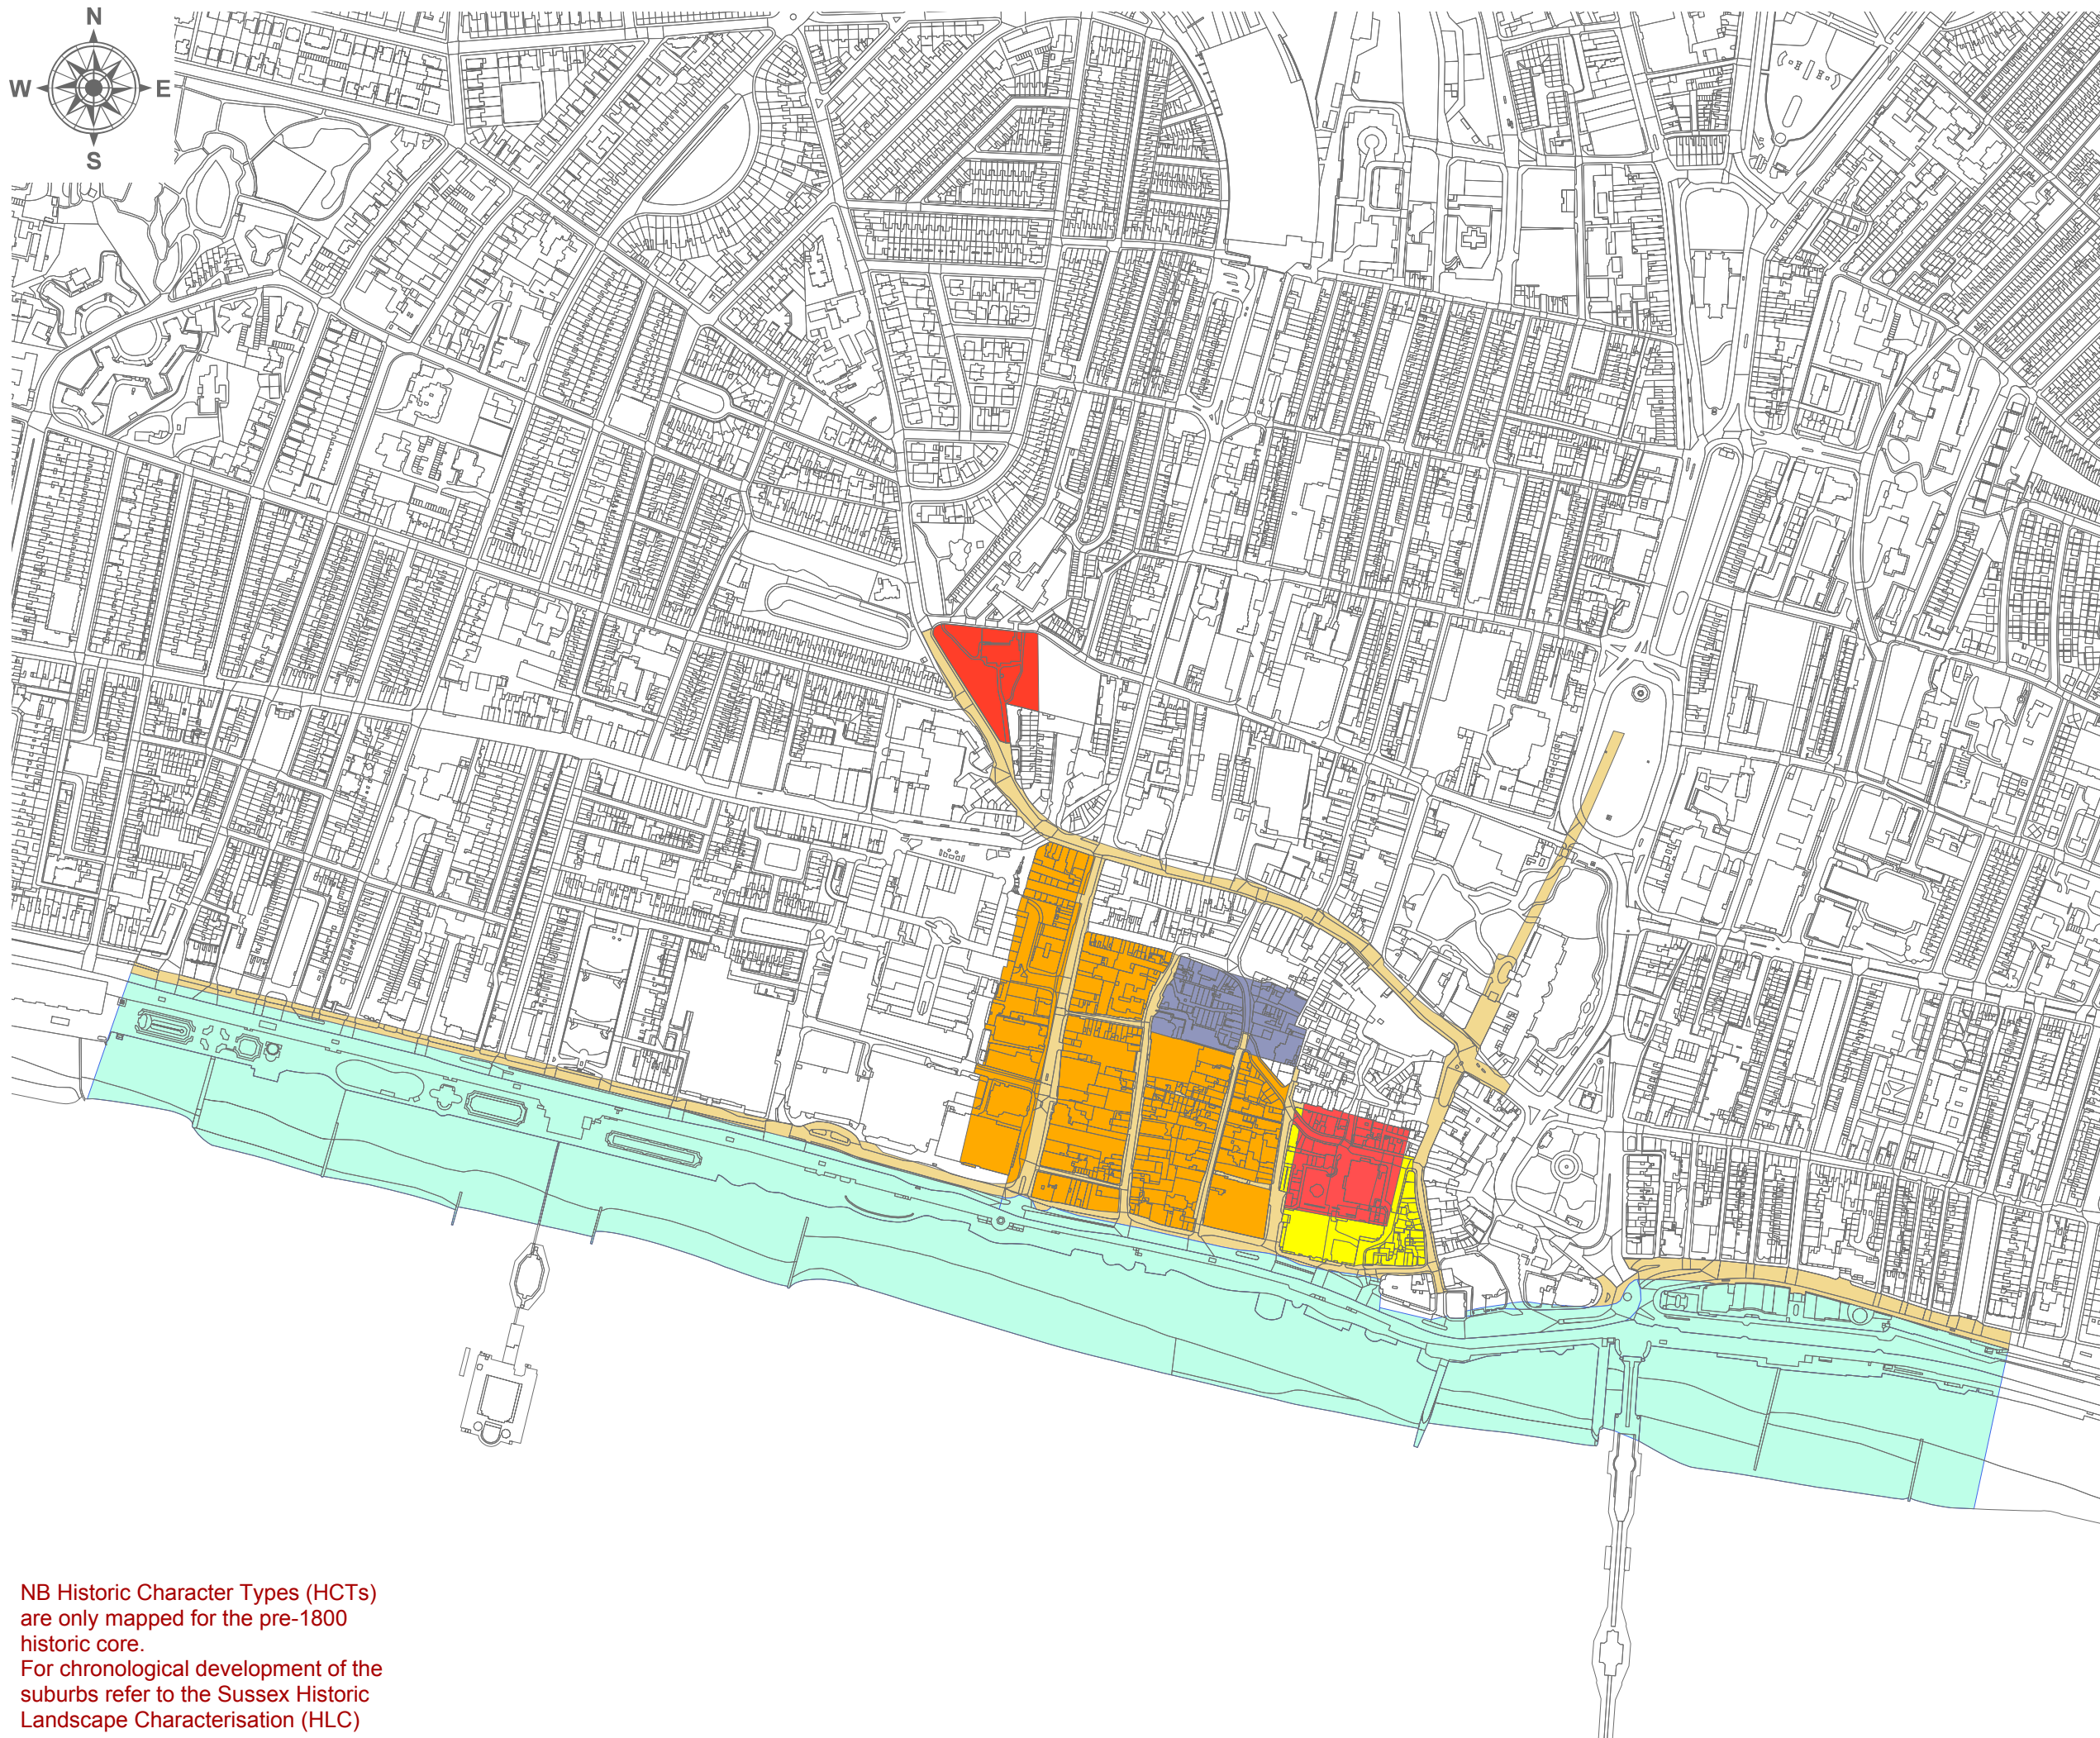 N
W E
S
NB Historic Character Types (HCTs)
are only mapped for the pre-1800
historic core.
For chronological development of the
suburbs refer to the Sussex Historic
Landscape Characterisation (HLC)